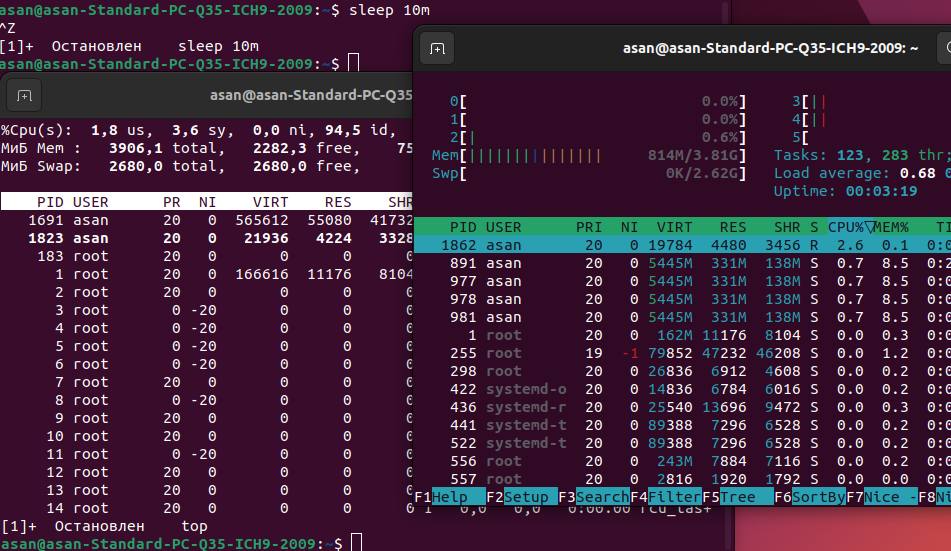 asan@asan-Standard-PC-Q35-ICH9-2009:~$ sleep 10m
^Z
[1]+  Остановлен    sleep 10m
asan@asan-Standard-PC-Q35-ICH9-2009:~$
asan@asan-Standard-PC-Q35
%Cpu(s):  1,8 us,  3,6 sy,  0,0 ni, 94,5 id,
МиБ Mem :   3906,1 total,   2282,3 free,    75
МиБ Swap:   2680,0 total,   2680,0 free,
PID USER      PR  NI    VIRT    RES    SHR
1691 asan      20   0  565612  55080  41732
1823 asan      20   0   21936   4224   3328
183 root      20   0       0      0
1 root      20   0  166616  11176   8104
2 root      20   0       0      0
3 root       0 -20       0      0
4 root       0 -20       0      0
5 root       0 -20       0      0
6 root       0 -20       0      0
7 root      20   0       0      0
8 root       0 -20       0      0
9 root      20   0       0      0
10 root      20   0       0      0
11 root       0 -20       0      0
12 root      20   0       0      0
13 root      20   0       0      0
14 root      20   0       0      0      0 I   0,0   0,0   0:00.00 rcu_tas+
[1]+  Остановлен    top
asan@asan-Standard-PC-Q35-ICH9-2009:~$
asan@asan-Standard-PC-Q35-ICH9-2009: ~
0[                          0.0%]     3[||
1[                          0.0%]     4[||
2[|                         0.6%]     5[
Mem[|||||||||||||||   814M/3.81G]   Tasks: 123, 283 thr;
Swp[                    0K/2.62G]   Load average: 0.68 0
Uptime: 00:03:19
PID USER      PRI  NI  VIRT   RES   SHR S CPU%▽MEM%   TI
1862 asan       20   0 19784  4480  3456 R  2.6  0.1  0:0
891 asan       20   0 5445M  331M  138M S  0.7  8.5  0:2
977 asan       20   0 5445M  331M  138M S  0.7  8.5  0:0
978 asan       20   0 5445M  331M  138M S  0.7  8.5  0:0
981 asan       20   0 5445M  331M  138M S  0.7  8.5  0:0
1 root       20   0  162M 11176  8104 S  0.0  0.3  0:0
255 root       19  -1 79852 47232 46208 S  0.0  1.2  0:0
298 root       20   0 26836  6912  4608 S  0.0  0.2  0:0
422 systemd-o  20   0 14836  6784  6016 S  0.0  0.2  0:0
436 systemd-r  20   0 25540 13696  9472 S  0.0  0.3  0:0
441 systemd-t  20   0 89388  7296  6528 S  0.0  0.2  0:0
522 systemd-t  20   0 89388  7296  6528 S  0.0  0.2  0:0
556 root       20   0  243M  7884  7116 S  0.0  0.2  0:0
557 root       20   0  2816  1920  1792 S  0.0  0.0  0:0
F1Help  F2Setup F3SearchF4FilterF5Tree  F6SortByF7Nice -F8Ni